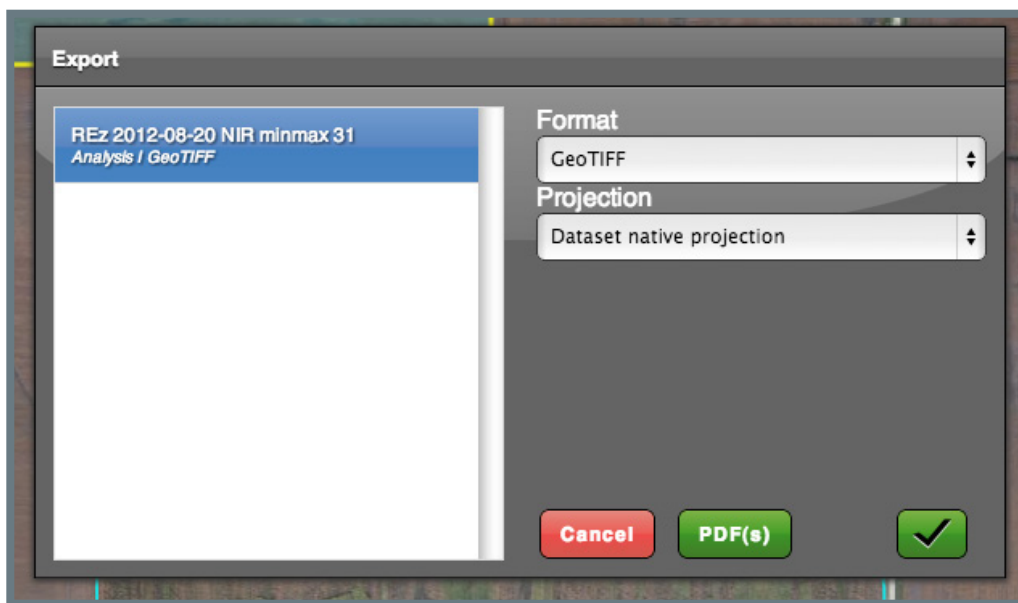 Export
REz 2012-08-20 NIR minmax 31
Analysis / GeoTIFF
Format
GeoTIFF
Projection
Dataset native projection
Cancel
PDF(s)